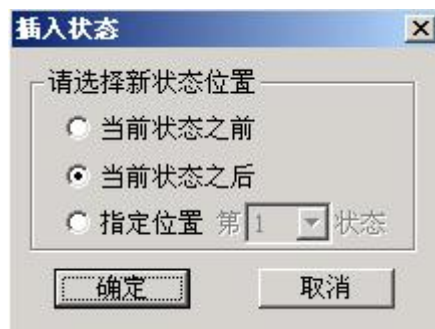 插入状态
请选择新状态位置
当前状态之前
当前状态之后
指定位置 第 1 状态
确定 取消